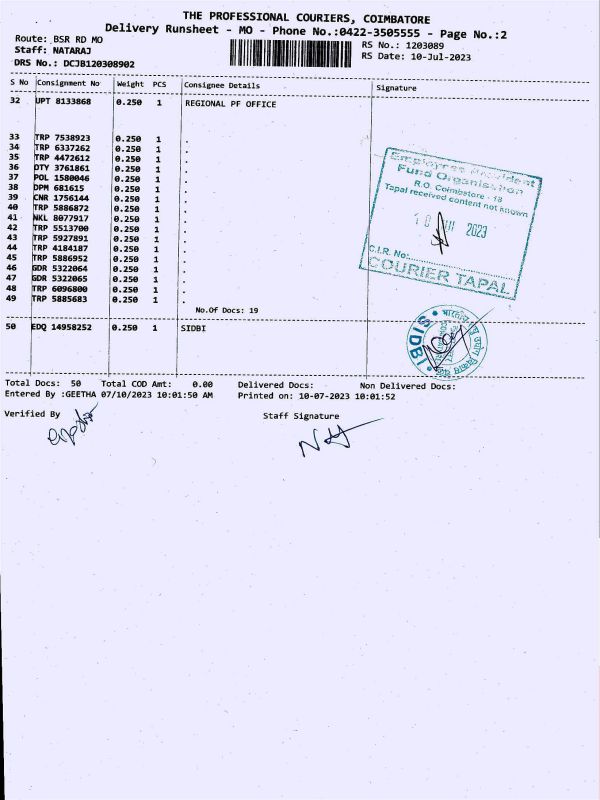 THE PROFESSIONAL COURIERS, COIMBATORE
Delivery Runsheet - MO - Phone No.:0422-3505555 - Page No.:2
Route: BSR RD MO
RS No.: 1203089
Staff: NATARAJ
RS Date: 10-Jul-2023
DRS No.: DCJB120308902
S No Consignment No Weight PCS Consignee Details Signature
32 UPT 8133868 0.250 1 REGIONAL PF OFFICE
33 TRP 7538923 0.250 1 .
34 TRP 6337262 0.250 1 .
35 TRP 4472612 0.250 1 .
36 DTY 3761861 0.250 1 .
37 POL 1580046 0.250 1 .
38 DPM 681615 0.250 1 .
39 CNR 1756144 0.250 1 .
40 TRP 5886872 0.250 1 .
41 NKL 8077917 0.250 1 .
42 TRP 5513700 0.250 1 .
43 TRP 5927891 0.250 1 .
44 TRP 4184187 0.250 1 .
45 TRP 5886952 0.250 1 .
46 GDR 5322064 0.250 1 .
47 GDR 5322065 0.250 1 .
48 TRP 6096800 0.250 1 .
49 TRP 5885683 0.250 1 .
No.Of Docs: 19
Employees Provident
Fund Organisation
R.O. Coimbatore - 18
Tapal received content not known
2023
C.I.R. No:
COURIER TAPAL
50 EDQ 14958252 0.250 1 SIDBI
SIDBI
Total Docs: 50 Total COD Amt: 0.00 Delivered Docs: Non Delivered Docs:
Entered By :GEETHA 07/10/2023 10:01:50 AM Printed on: 10-07-2023 10:01:52
Verified By Staff Signature